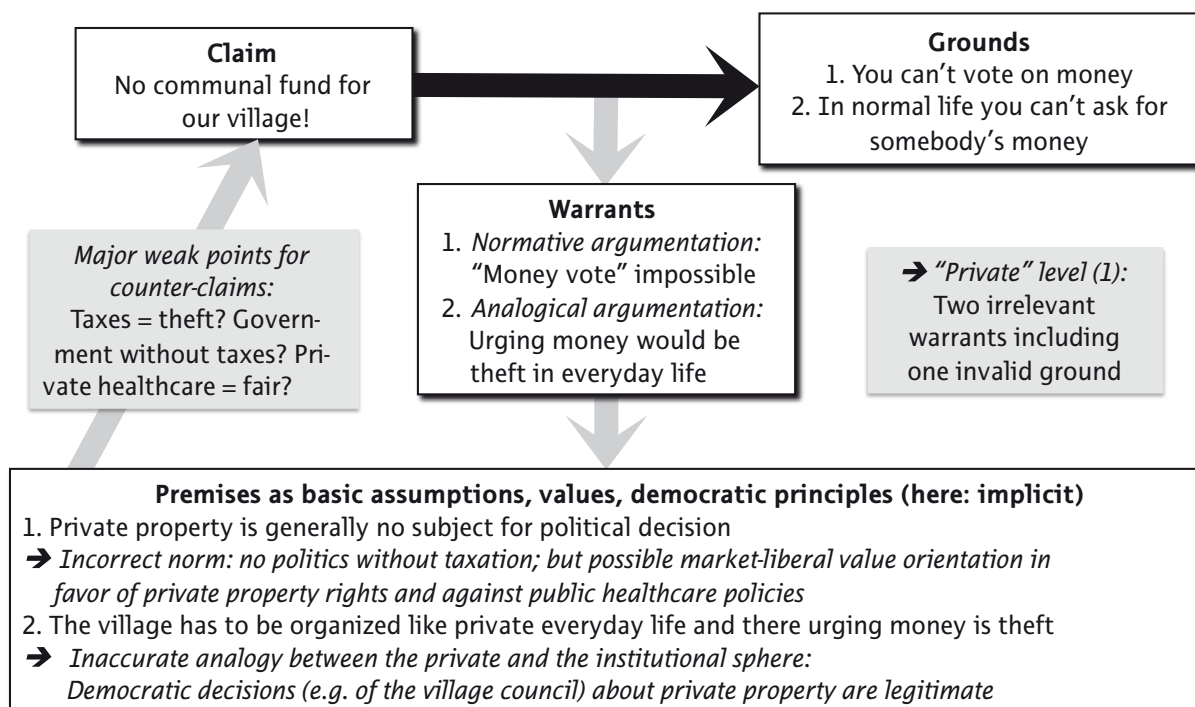 Claim
No communal fund for
our village!
Grounds
1. You can’t vote on money
2. In normal life you can’t ask for
somebody’s money
Major weak points for
counter-claims:
Taxes = theft? Govern-
ment without taxes? Pri-
vate healthcare = fair?
Warrants
1. Normative argumentation:
“Money vote” impossible
2. Analogical argumentation:
Urging money would be
theft in everyday life
➔ “Private” level (1):
Two irrelevant
warrants including
one invalid ground
Premises as basic assumptions, values, democratic principles (here: implicit)
1. Private property is generally no subject for political decision
➔ Incorrect norm: no politics without taxation; but possible market-liberal value orientation in
favor of private property rights and against public healthcare policies
2. The village has to be organized like private everyday life and there urging money is theft
➔ Inaccurate analogy between the private and the institutional sphere:
Democratic decisions (e.g. of the village council) about private property are legitimate